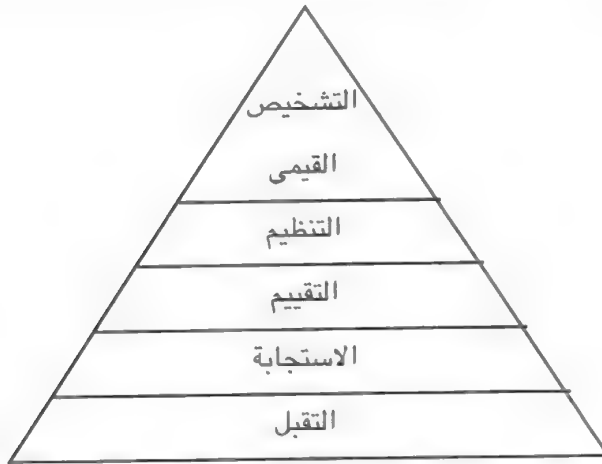 التشخيص
القيمى
التنظيم
التقييم
الاستجابة
التقبل